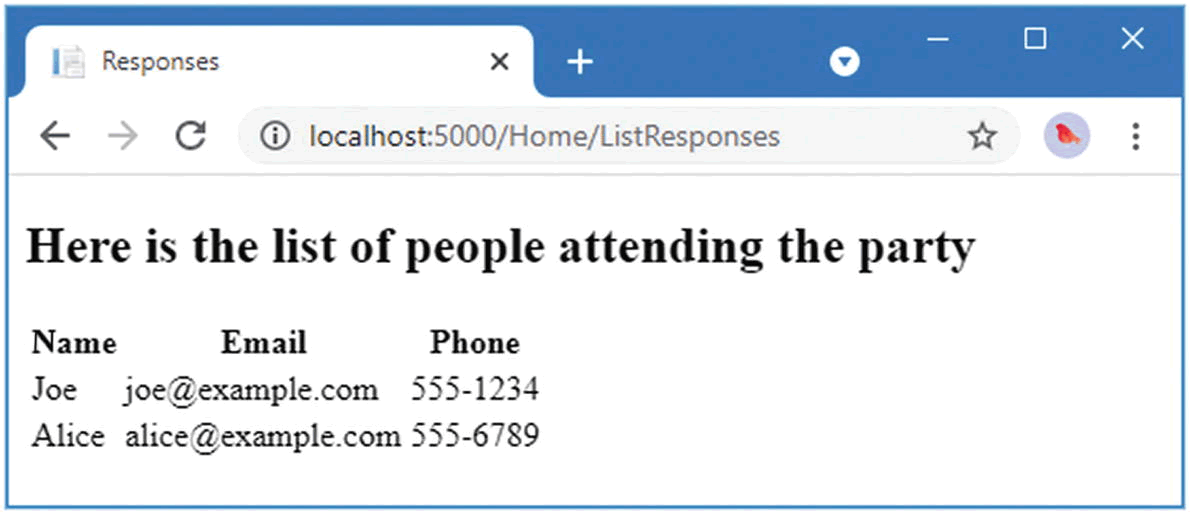 Responses
localhost:5000/Home/ListResponses
Here is the list of people attending the party
Name Email Phone
Joe joe@example.com 555-1234
Alice alice@example.com 555-6789